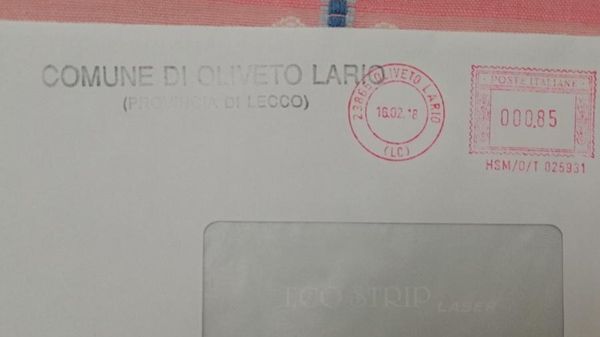 COMUNE DI OLIVETO LARIO
(PROVINCIA DI LECCO)
23865 OLIVETO LARIO
16.02.18
(LC)
POSTE ITALIANE
000,85
HSM/O/T 025931
ECO STRIP LASER